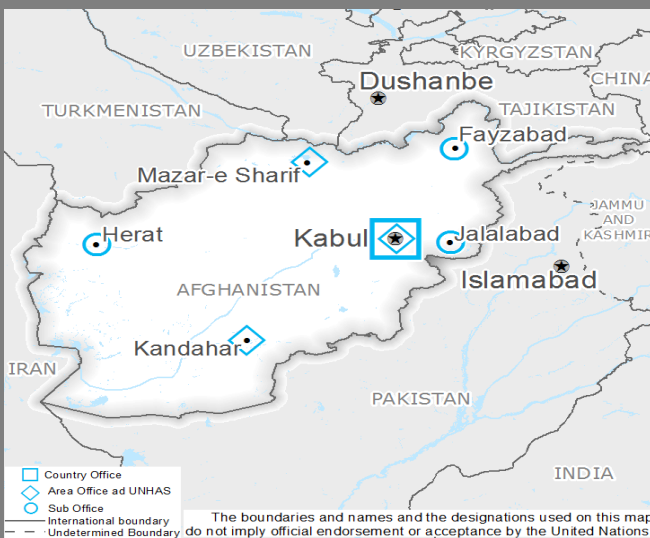 UZBEKISTAN
KYRGYZSTAN
Dushanbe
CHINA
TURKMENISTAN
TAJIKISTAN
Fayzabad
Mazar-e Sharif
JAMMU
AND
KASHMIR
Herat
Kabul
Jalalabad
Islamabad
AFGHANISTAN
Kandahar
IRAN
PAKISTAN
INDIA
Country Office
Area Office ad UNHAS
Sub Office
International boundary
Undetermined Boundary
The boundaries and names and the designations used on this map
do not imply official endorsement or acceptance by the United Nations